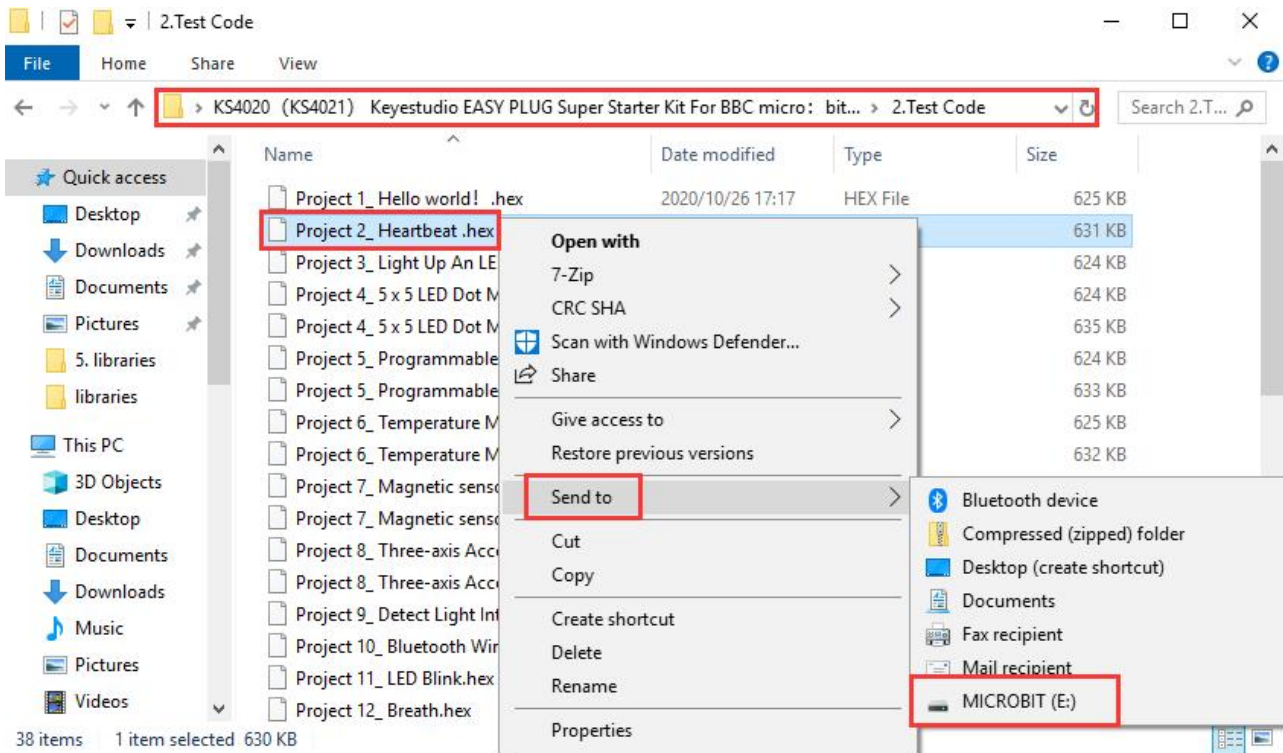 2.Test Code
File Home Share View
KS4020 (KS4021) Keyestudio EASY PLUG Super Starter Kit For BBC micro：bit... › 2.Test Code
Search 2.T...
Quick access
Desktop
Downloads
Documents
Pictures
5. libraries
libraries
This PC
3D Objects
Desktop
Documents
Downloads
Music
Pictures
Videos
Name Date modified Type Size
Project 1_ Hello world！.hex 2020/10/26 17:17 HEX File 625 KB
Project 2_ Heartbeat .hex 631 KB
Project 3_ Light Up An LE 624 KB
Project 4_ 5 x 5 LED Dot M 624 KB
Project 4_ 5 x 5 LED Dot M 635 KB
Project 5_ Programmable 624 KB
Project 5_ Programmable 633 KB
Project 6_ Temperature M 625 KB
Project 6_ Temperature M 632 KB
Project 7_ Magnetic senso
Project 7_ Magnetic senso
Project 8_ Three-axis Acce
Project 8_ Three-axis Acce
Project 9_ Detect Light Int
Project 10_ Bluetooth Wir
Project 11_ LED Blink.hex
Project 12_ Breath.hex
Open with
7-Zip
CRC SHA
Scan with Windows Defender...
Share
Give access to
Restore previous versions
Send to
Cut
Copy
Create shortcut
Delete
Rename
Properties
Bluetooth device
Compressed (zipped) folder
Desktop (create shortcut)
Documents
Fax recipient
Mail recipient
MICROBIT (E:)
38 items 1 item selected 630 KB